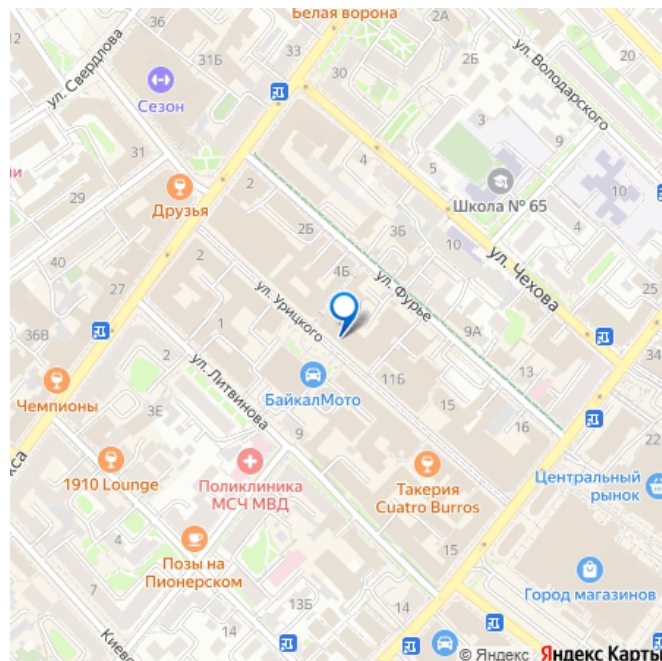 Белая ворона
36
2Б
ул. Володарского
31Б
33
ул. Свердлова
30
Сезон
3
9
31
4
5
10
и
2
Школа № 65
29
Друзья
4
2Б
3Б
10
40
2
4Б
ул. Чехова
27
ул. Фурье
25
ул. Урицкого
9А
36В
1
34
2
ул. Литвинова
13
11Б
БайкалМото
Чемпионы
3Е
15
9
16
22
кса
1910 Lounge
Поликлиника
МСЧ МВД
Такерия
Cuatro Burros
Центральный
рынок
4
Позы на
Пионерском
15
7
Город магазинов
13Б
14
Киевс
© Яндекс Яндекс Карты